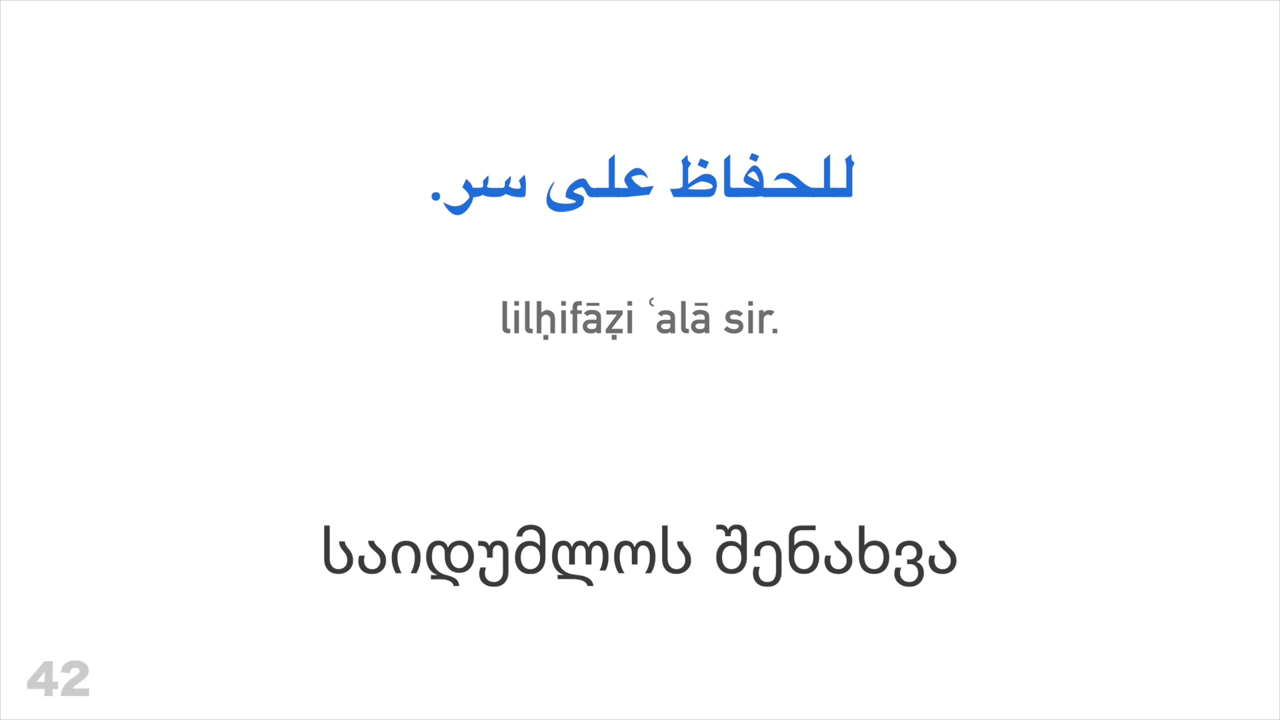 للحفاظ على سر.
lilḥifāẓi ʿalā sir.
საიდუმლოს შენახვა
42